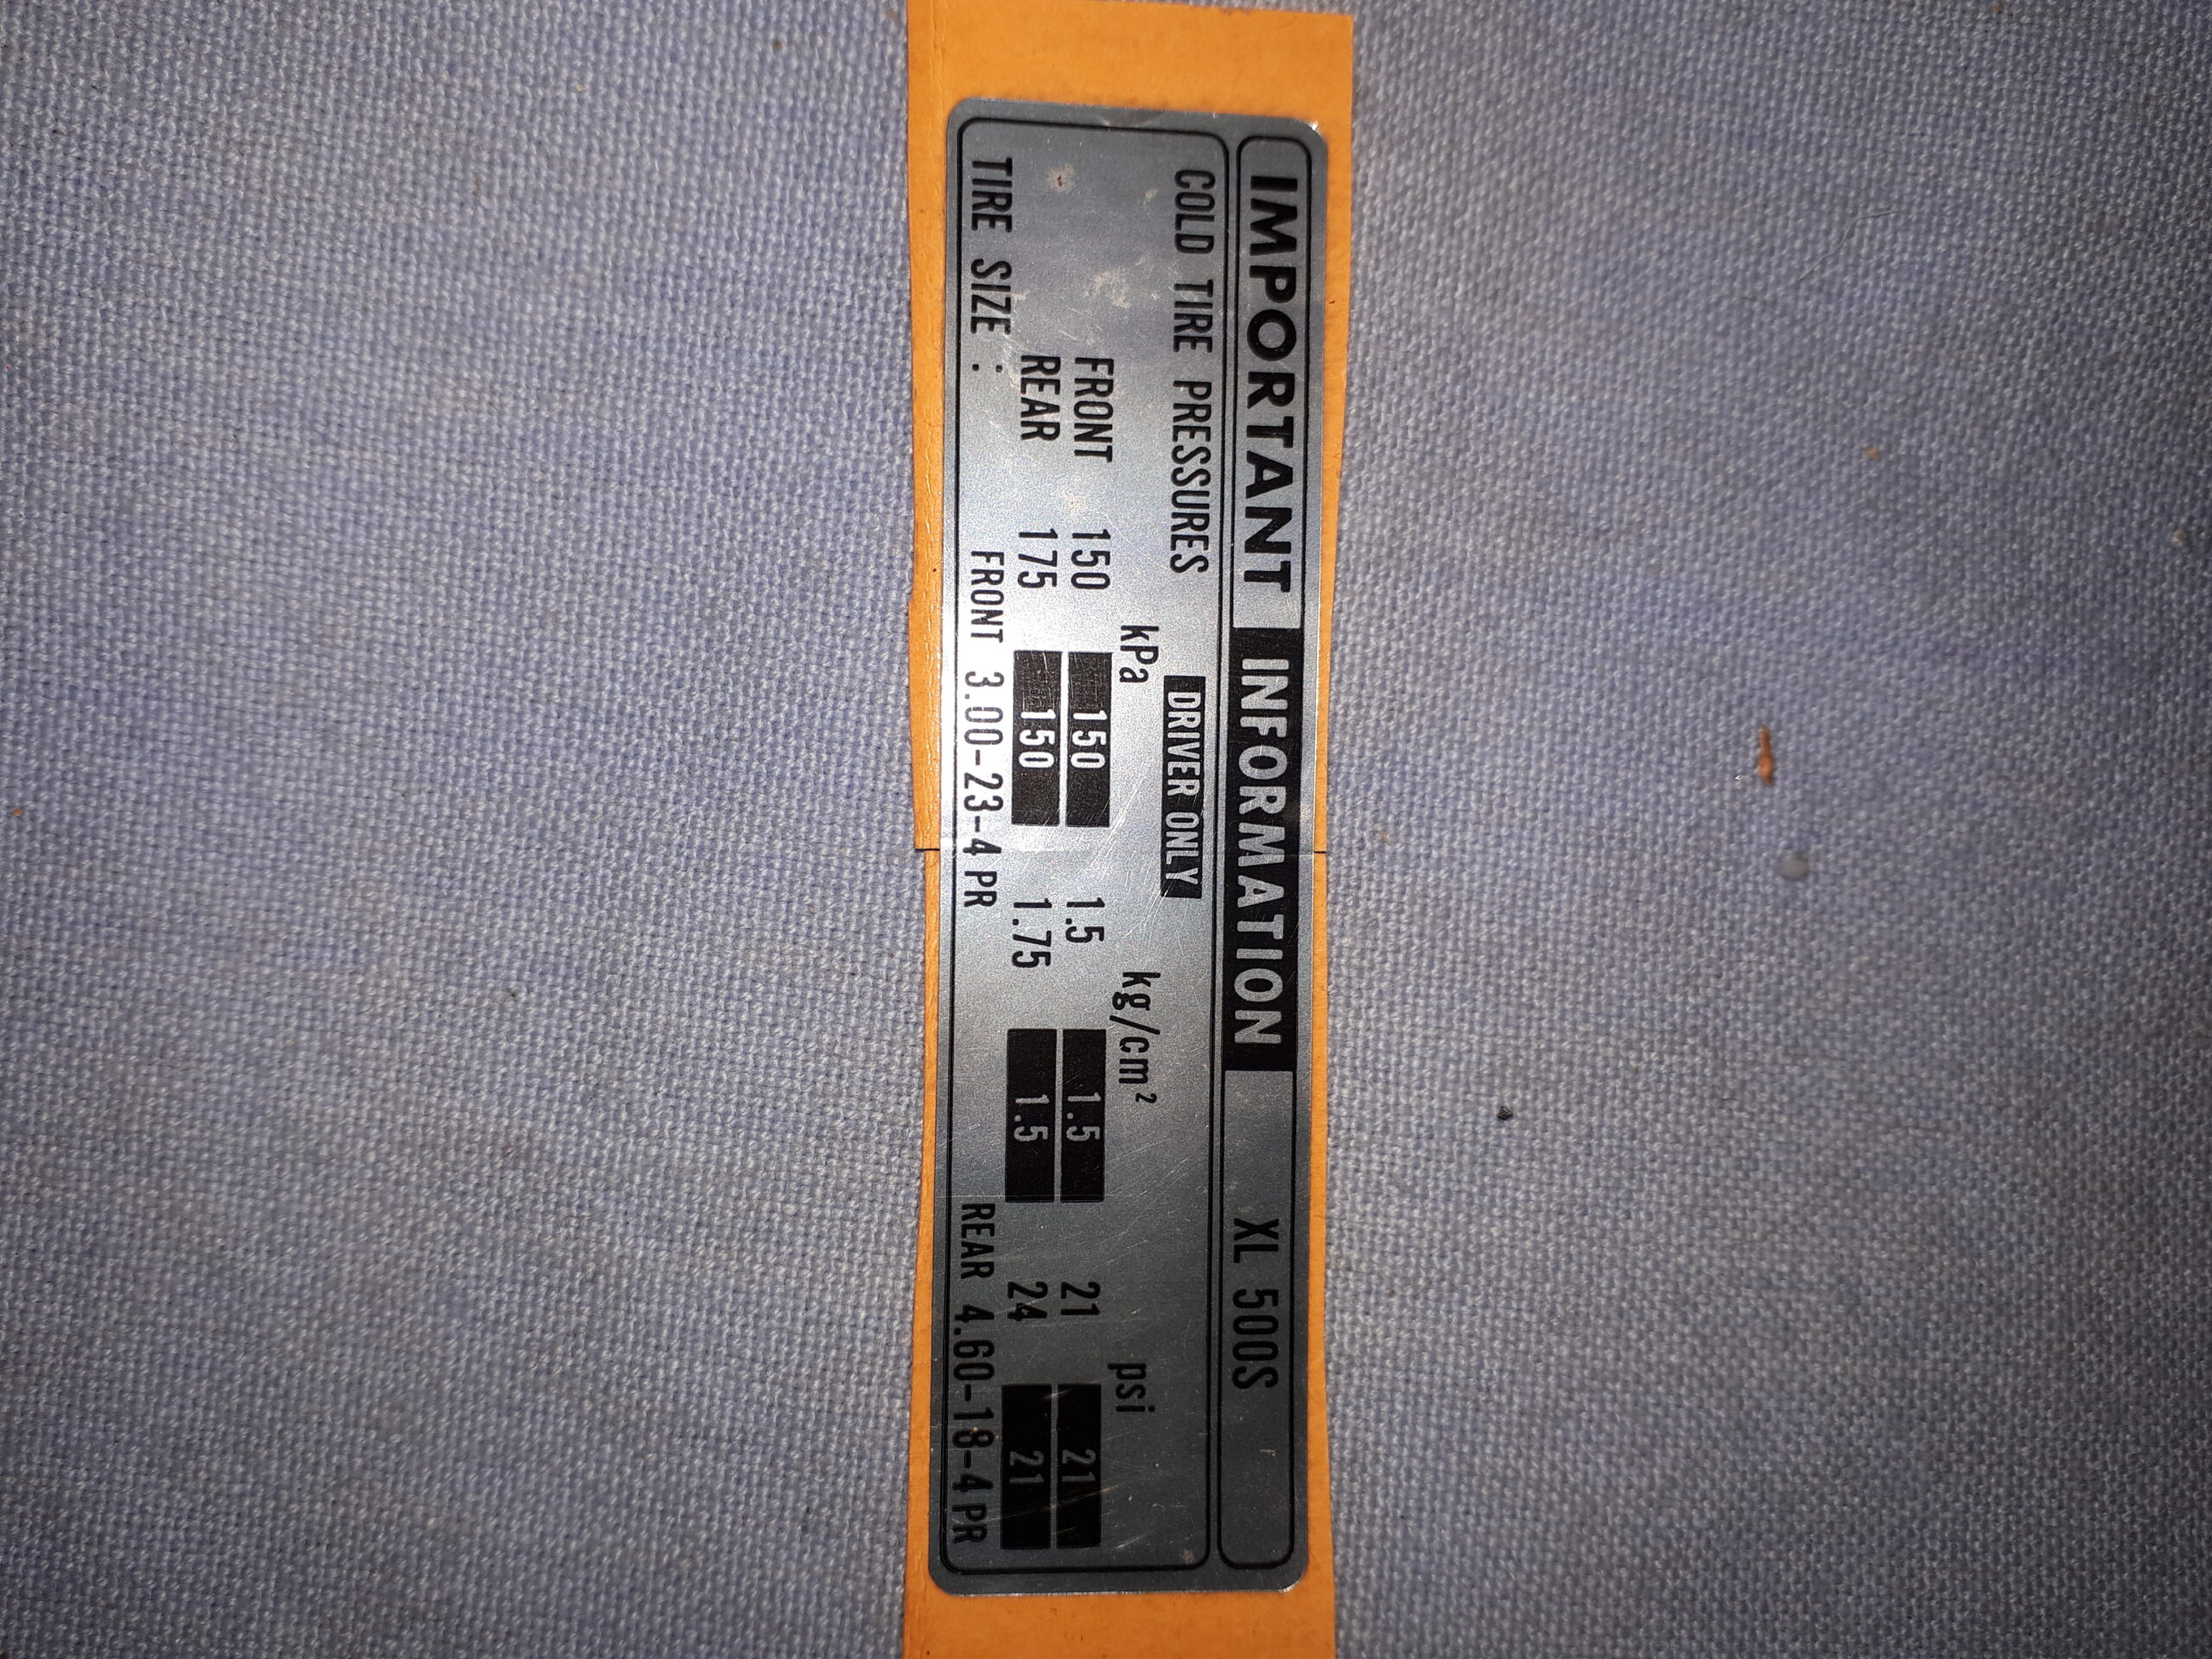 IMPORTANT INFORMATION XL 500S
COLD TIRE PRESSURES DRIVER ONLY
kPa kg/cm² psi
FRONT 150 150 1.5 1.5 21 21
REAR 175 150 1.75 1.5 24 21
TIRE SIZE : FRONT 3.00-23-4 PR REAR 4.60-18-4 PR